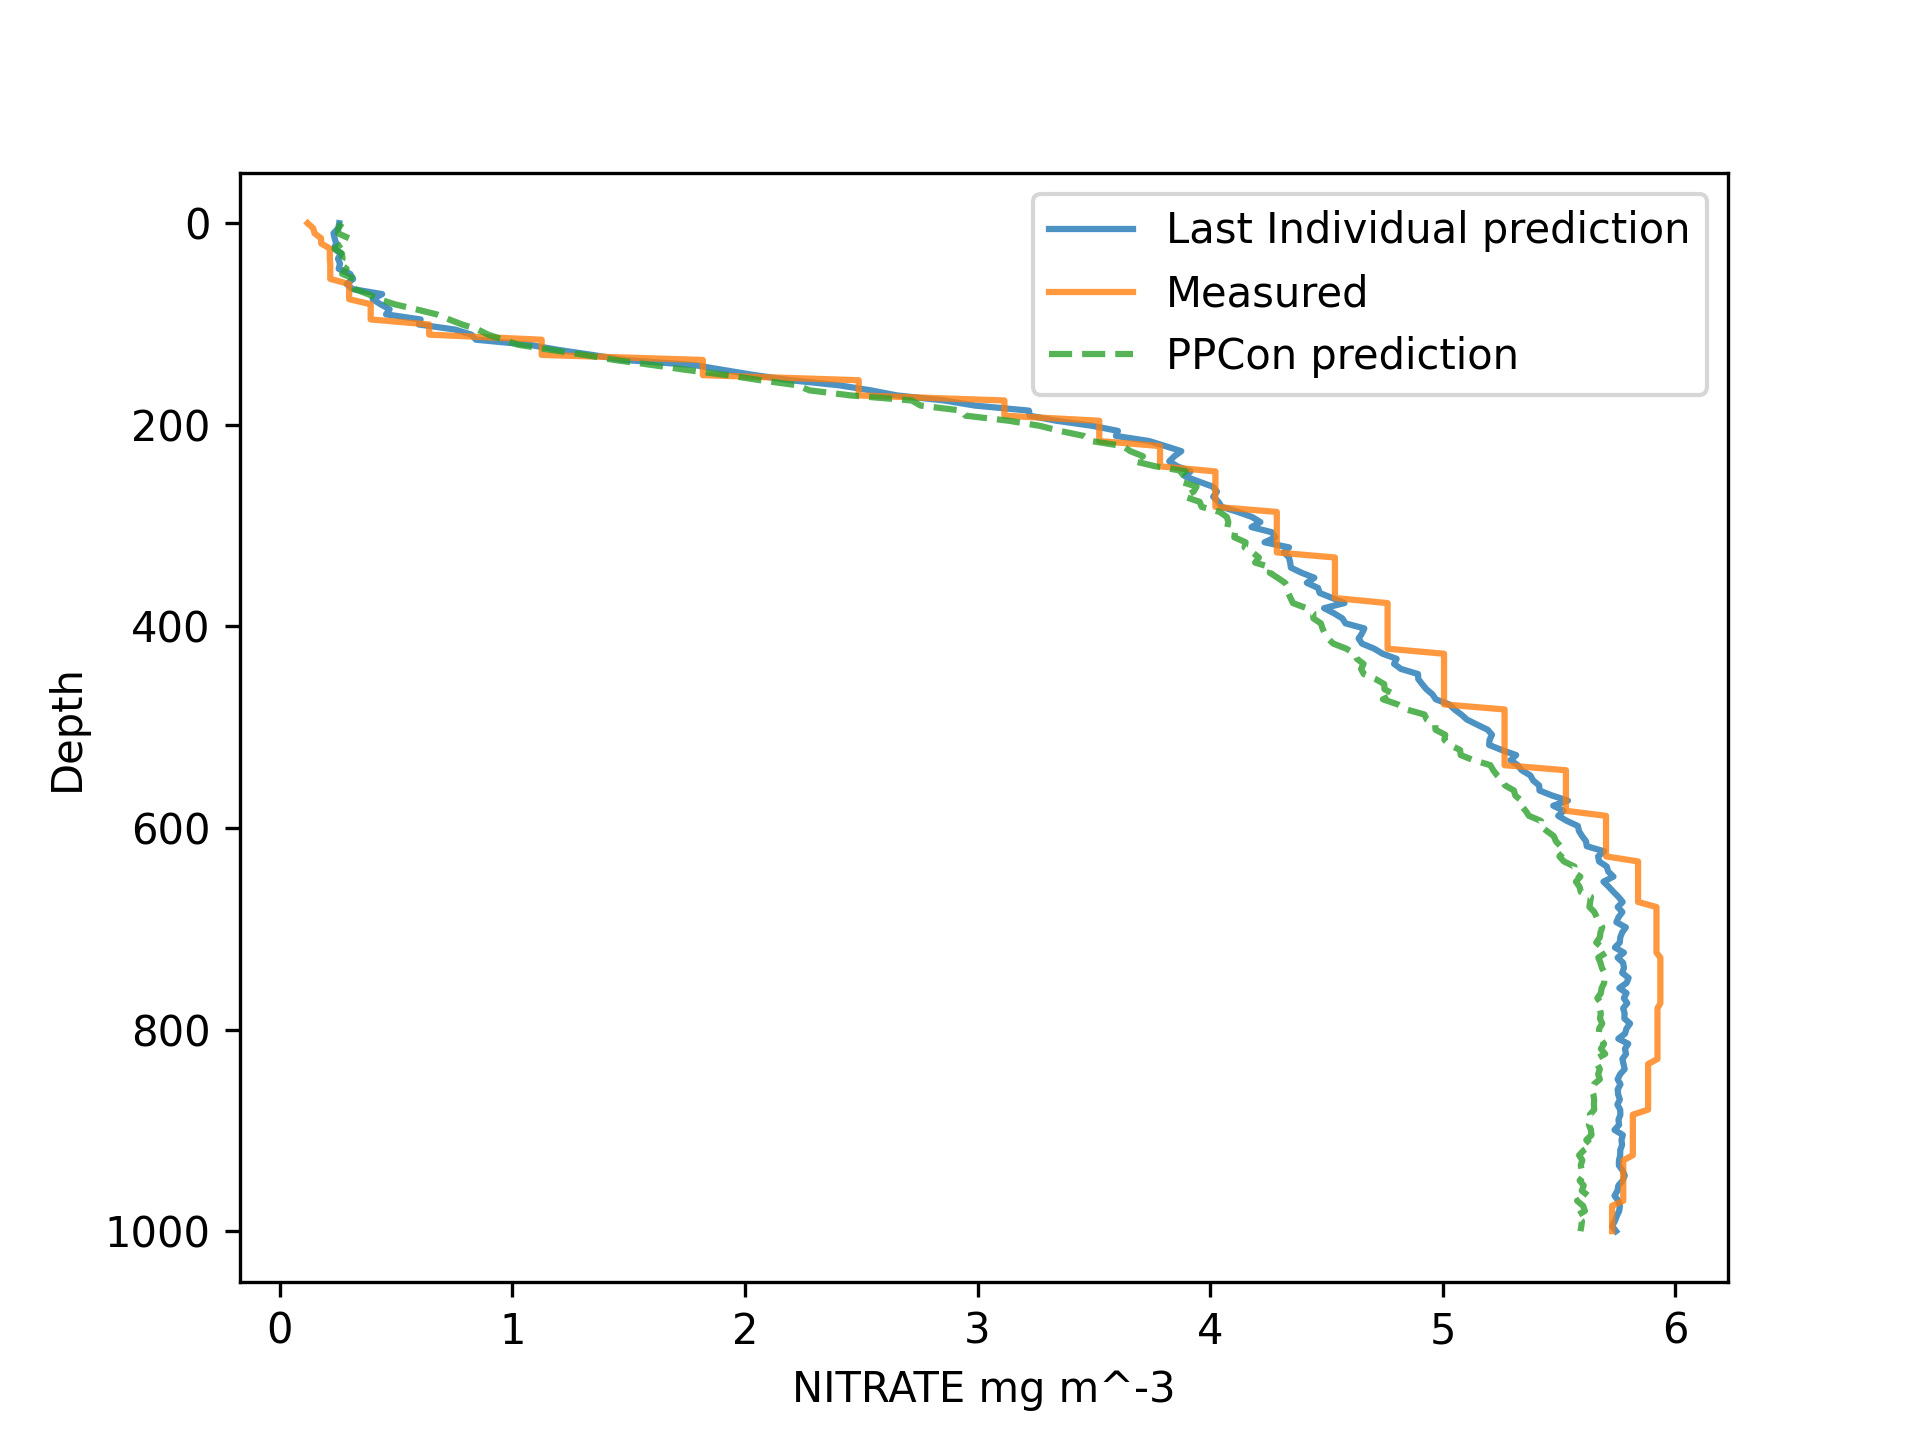 Last Individual prediction
Measured
PPCon prediction
0
200
400
600
800
1000
Depth
0 1 2 3 4 5 6
NITRATE mg m^-3